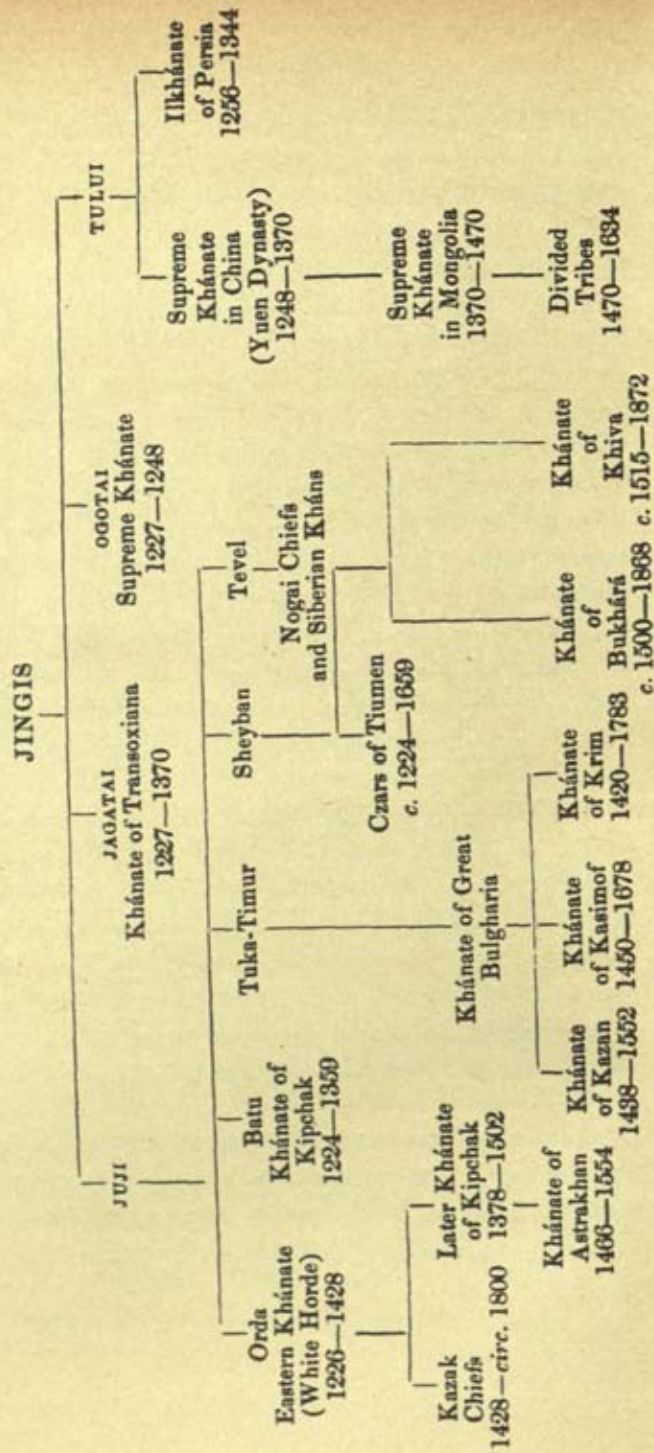 JINGIS
JUJI
JAGATAI
Khánate of Transoxiana
1227—1370
OGOTAI
Supreme Khánate
1227—1248
TULUI
Supreme
Khánate
in China
(Yuen Dynasty)
1248—1370
Ilkhánate
of Persia
1256—1344
Supreme
Khánate
in Mongolia
1370—1470
Divided
Tribes
1470—1634
Orda
Eastern Khánate
(White Horde)
1226—1428
Batu
Khánate of
Kipchak
1224—1359
Tuka-Timur
Sheyban
Tevel
Nogai Chiefs
and Siberian Kháns
Czars of Tiumen
c. 1224—1659
Kazak
Chiefs
1428—circ. 1800
Later Khánate
of Kipchak
1378—1502
Khánate of
Astrakhan
1466—1554
Khánate of Great
Bulgharia
Khánate
of Kazan
1438—1552
Khánate
of Kasimof
1450—1678
Khánate
of Krim
1420—1783
Khánate
of
Bukhárá
c. 1500—1868
Khánate
of
Khiva
c. 1515—1872